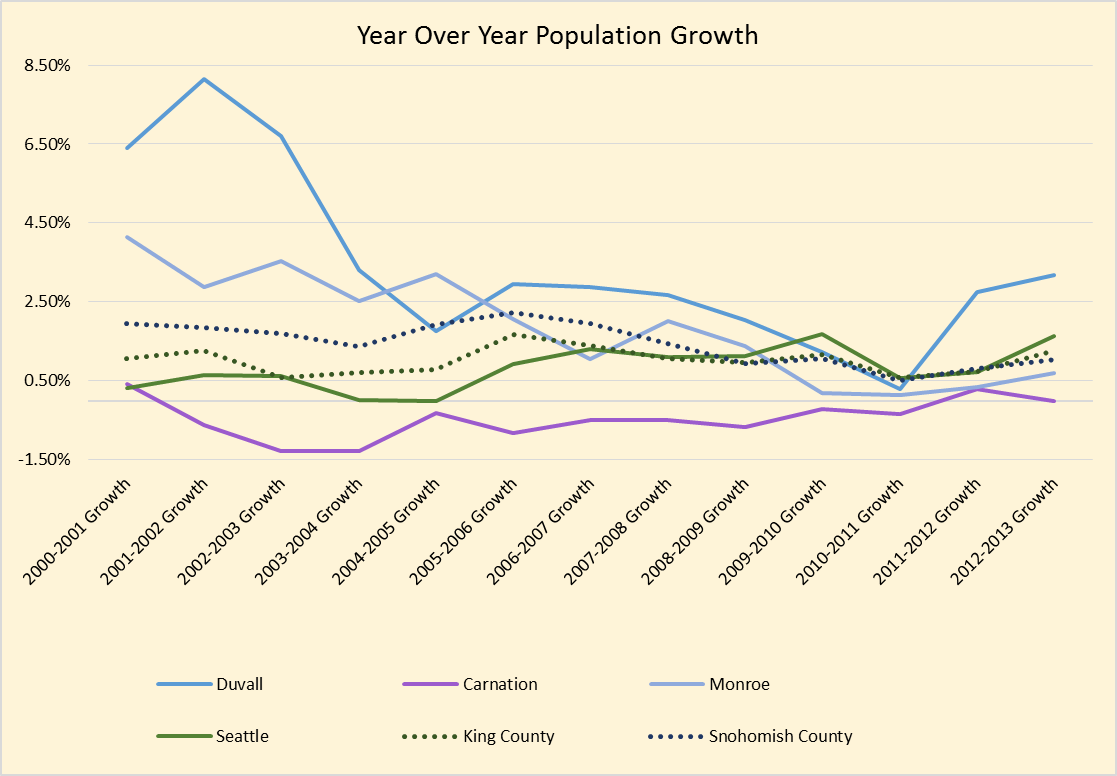 Year Over Year Population Growth
8.50%
6.50%
4.50%
2.50%
0.50%
-1.50%
2000-2001 Growth
2001-2002 Growth
2002-2003 Growth
2003-2004 Growth
2004-2005 Growth
2005-2006 Growth
2006-2007 Growth
2007-2008 Growth
2008-2009 Growth
2009-2010 Growth
2010-2011 Growth
2011-2012 Growth
2012-2013 Growth
Duvall Carnation Monroe
Seattle King County Snohomish County